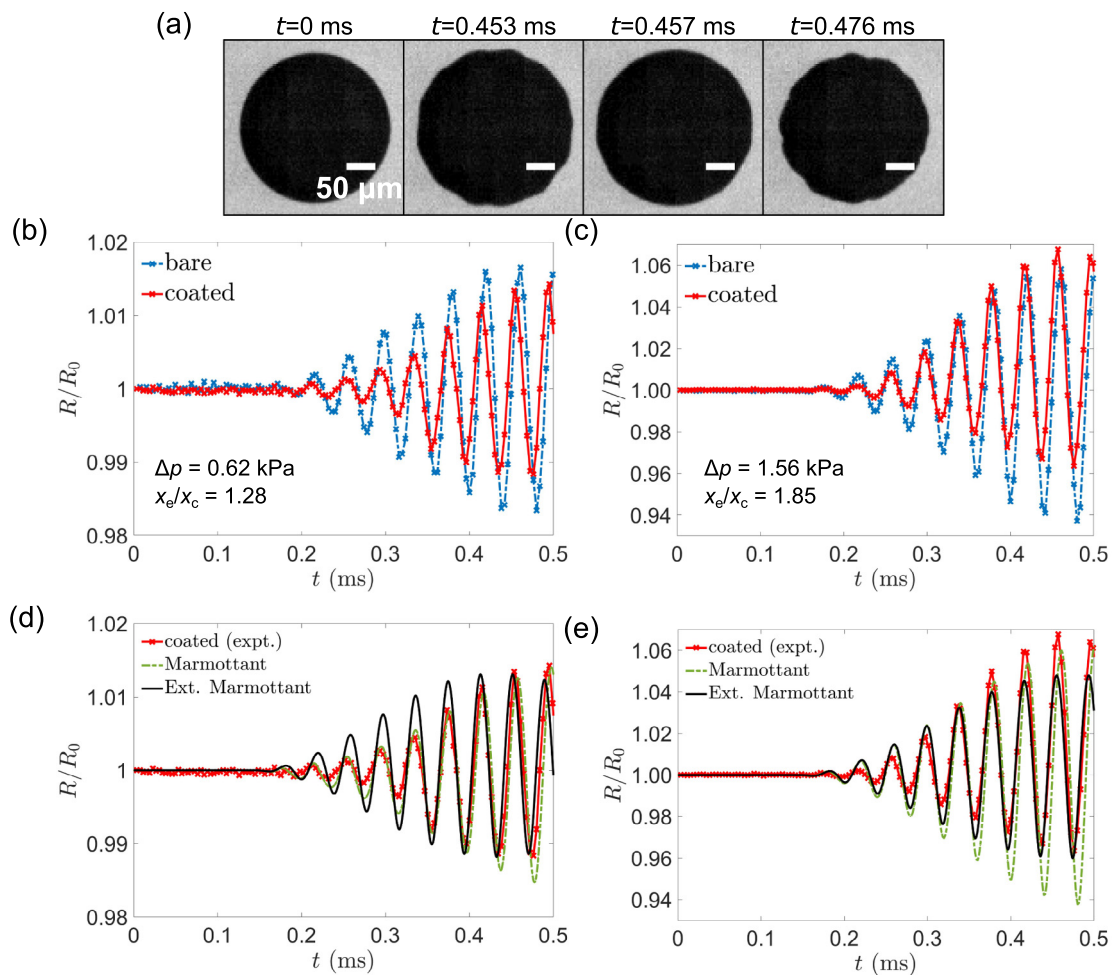 (a)
t=0 ms t=0.453 ms t=0.457 ms t=0.476 ms
50 μm
(b)
1.02
1.01
1
0.99
0.98
R/R0
bare
coated
Δp = 0.62 kPa
xe/xc = 1.28
0 0.1 0.2 0.3 0.4 0.5
t (ms)
(c)
1.06
1.04
1.02
1.00
0.98
0.96
0.94
R/R0
bare
coated
Δp = 1.56 kPa
xe/xc = 1.85
0 0.1 0.2 0.3 0.4 0.5
t (ms)
(d)
1.02
1.01
1
0.99
0.98
R/R0
coated (expt.)
Marmottant
Ext. Marmottant
0 0.1 0.2 0.3 0.4 0.5
t (ms)
(e)
1.06
1.04
1.02
1.00
0.98
0.96
0.94
R/R0
coated (expt.)
Marmottant
Ext. Marmottant
0 0.1 0.2 0.3 0.4 0.5
t (ms)